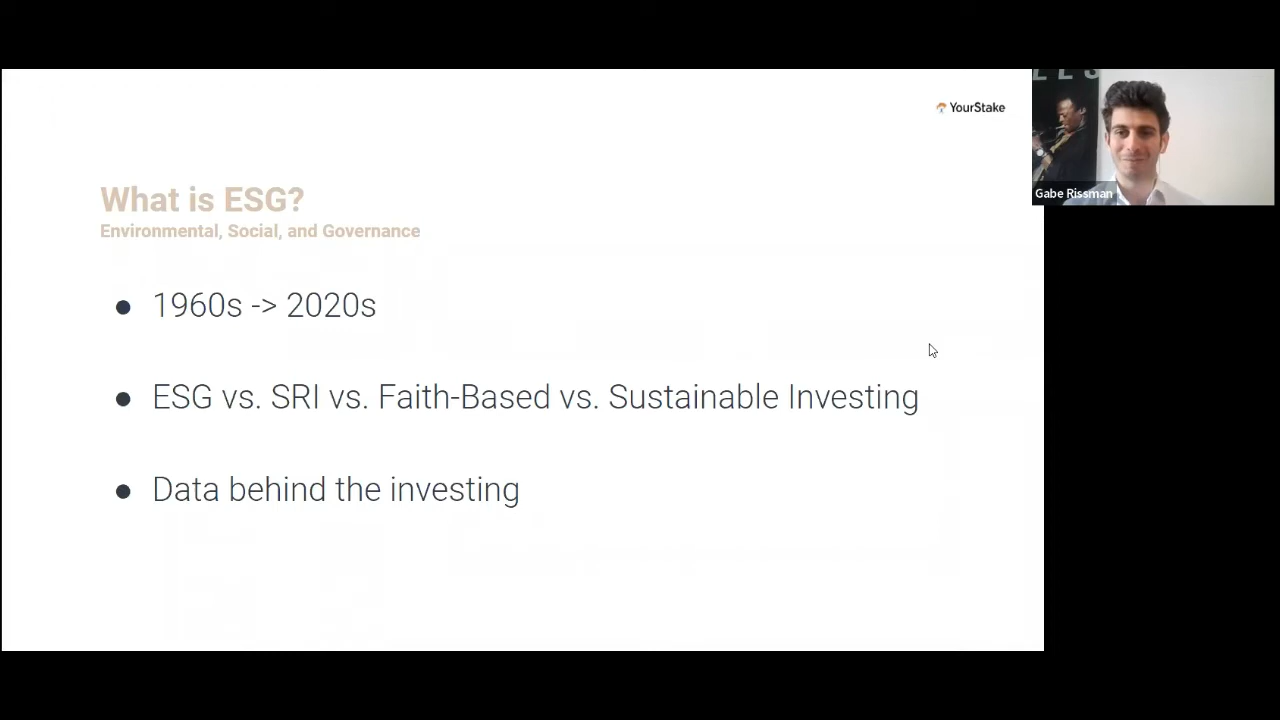 YourStake
What is ESG?
Environmental, Social, and Governance
● 1960s -> 2020s
● ESG vs. SRI vs. Faith-Based vs. Sustainable Investing
● Data behind the investing
Gabe Rissman